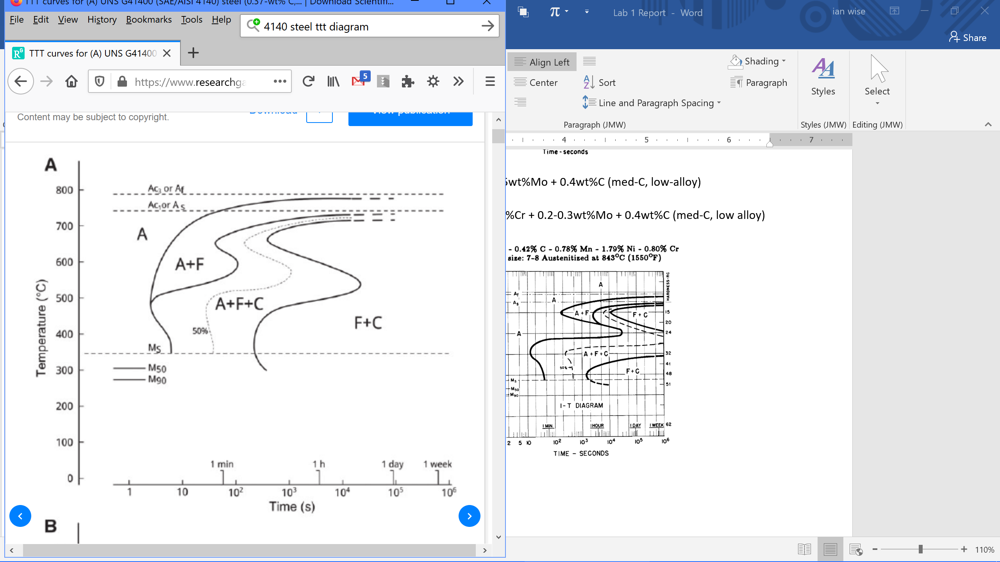 TTT curves for (A) UNS G41400 (SAE/AISI 4140) steel (0.37-wt% C,... | Download Scientifi...
File Edit View History Bookmarks Tools Help
4140 steel ttt diagram
TTT curves for (A) UNS G41400
https://www.researchga
5
Content may be subject to copyright.
Download
View publication
A
800
700
600
500
400
300
200
100
0
Temperature (°C)
Ac3 or Af
Ac1 or As
A
A+F
A+F+C
F+C
50%
Ms
M50
M90
1 min
1 h
1 day
1 week
1 10 10² 10³ 10⁴ 10⁵ 10⁶
Time (s)
B
Lab 1 Report - Word
ian wise
Share
Align Left
Center
Sort
Line and Paragraph Spacing
Shading
Paragraph
Styles
Select
Paragraph (JMW)
Styles (JMW)
Editing (JMW)
4 5 6 7
Time - seconds
5wt%Mo + 0.4wt%C (med-C, low-alloy)
%Cr + 0.2-0.3wt%Mo + 0.4wt%C (med-C, low alloy)
- 0.42% C - 0.78% Mn - 1.79% Ni - 0.80% Cr
size: 7-8 Austenitized at 843°C (1550°F)
HARDNESS-RC
A
Af
As
A
A
A + F
F + C
A + F + C
50%
F + C
Ms
M50
M90
15
20
24
32
41
48
51
62
I-T DIAGRAM
1 MIN.
1 HOUR
1 DAY
1 WEEK
2 5 10 10² 10³ 10⁴ 10⁵ 10⁶
TIME - SECONDS
110%